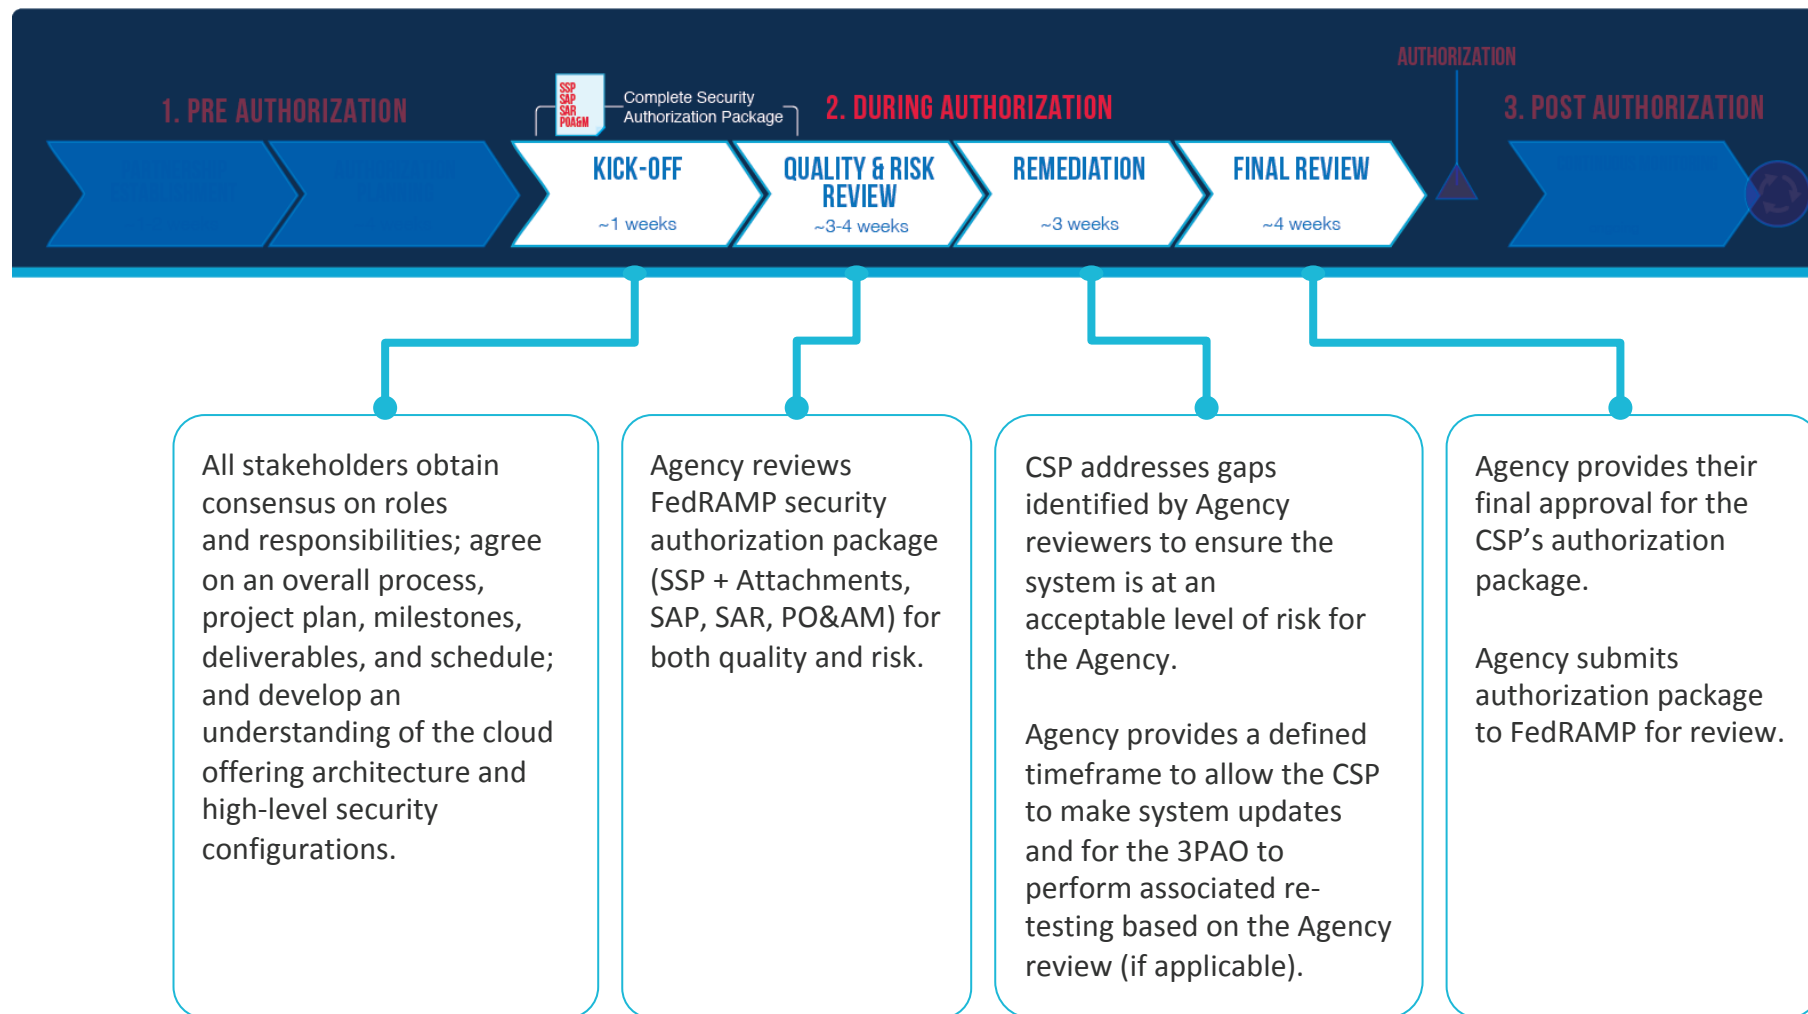 AUTHORIZATION
1. PRE AUTHORIZATION
SSP
SAP
SAR
POA&M
Complete Security
Authorization Package
2. DURING AUTHORIZATION
3. POST AUTHORIZATION
KICK-OFF
~1 weeks
QUALITY & RISK
REVIEW
~3-4 weeks
REMEDIATION
~3 weeks
FINAL REVIEW
~4 weeks
All stakeholders obtain
consensus on roles
and responsibilities; agree
on an overall process,
project plan, milestones,
deliverables, and schedule;
and develop an
understanding of the cloud
offering architecture and
high-level security
configurations.
Agency reviews
FedRAMP security
authorization package
(SSP + Attachments,
SAP, SAR, PO&AM) for
both quality and risk.
CSP addresses gaps
identified by Agency
reviewers to ensure the
system is at an
acceptable level of risk for
the Agency.
Agency provides a defined
timeframe to allow the CSP
to make system updates
and for the 3PAO to
perform associated re-
testing based on the Agency
review (if applicable).
Agency provides their
final approval for the
CSP’s authorization
package.
Agency submits
authorization package
to FedRAMP for review.